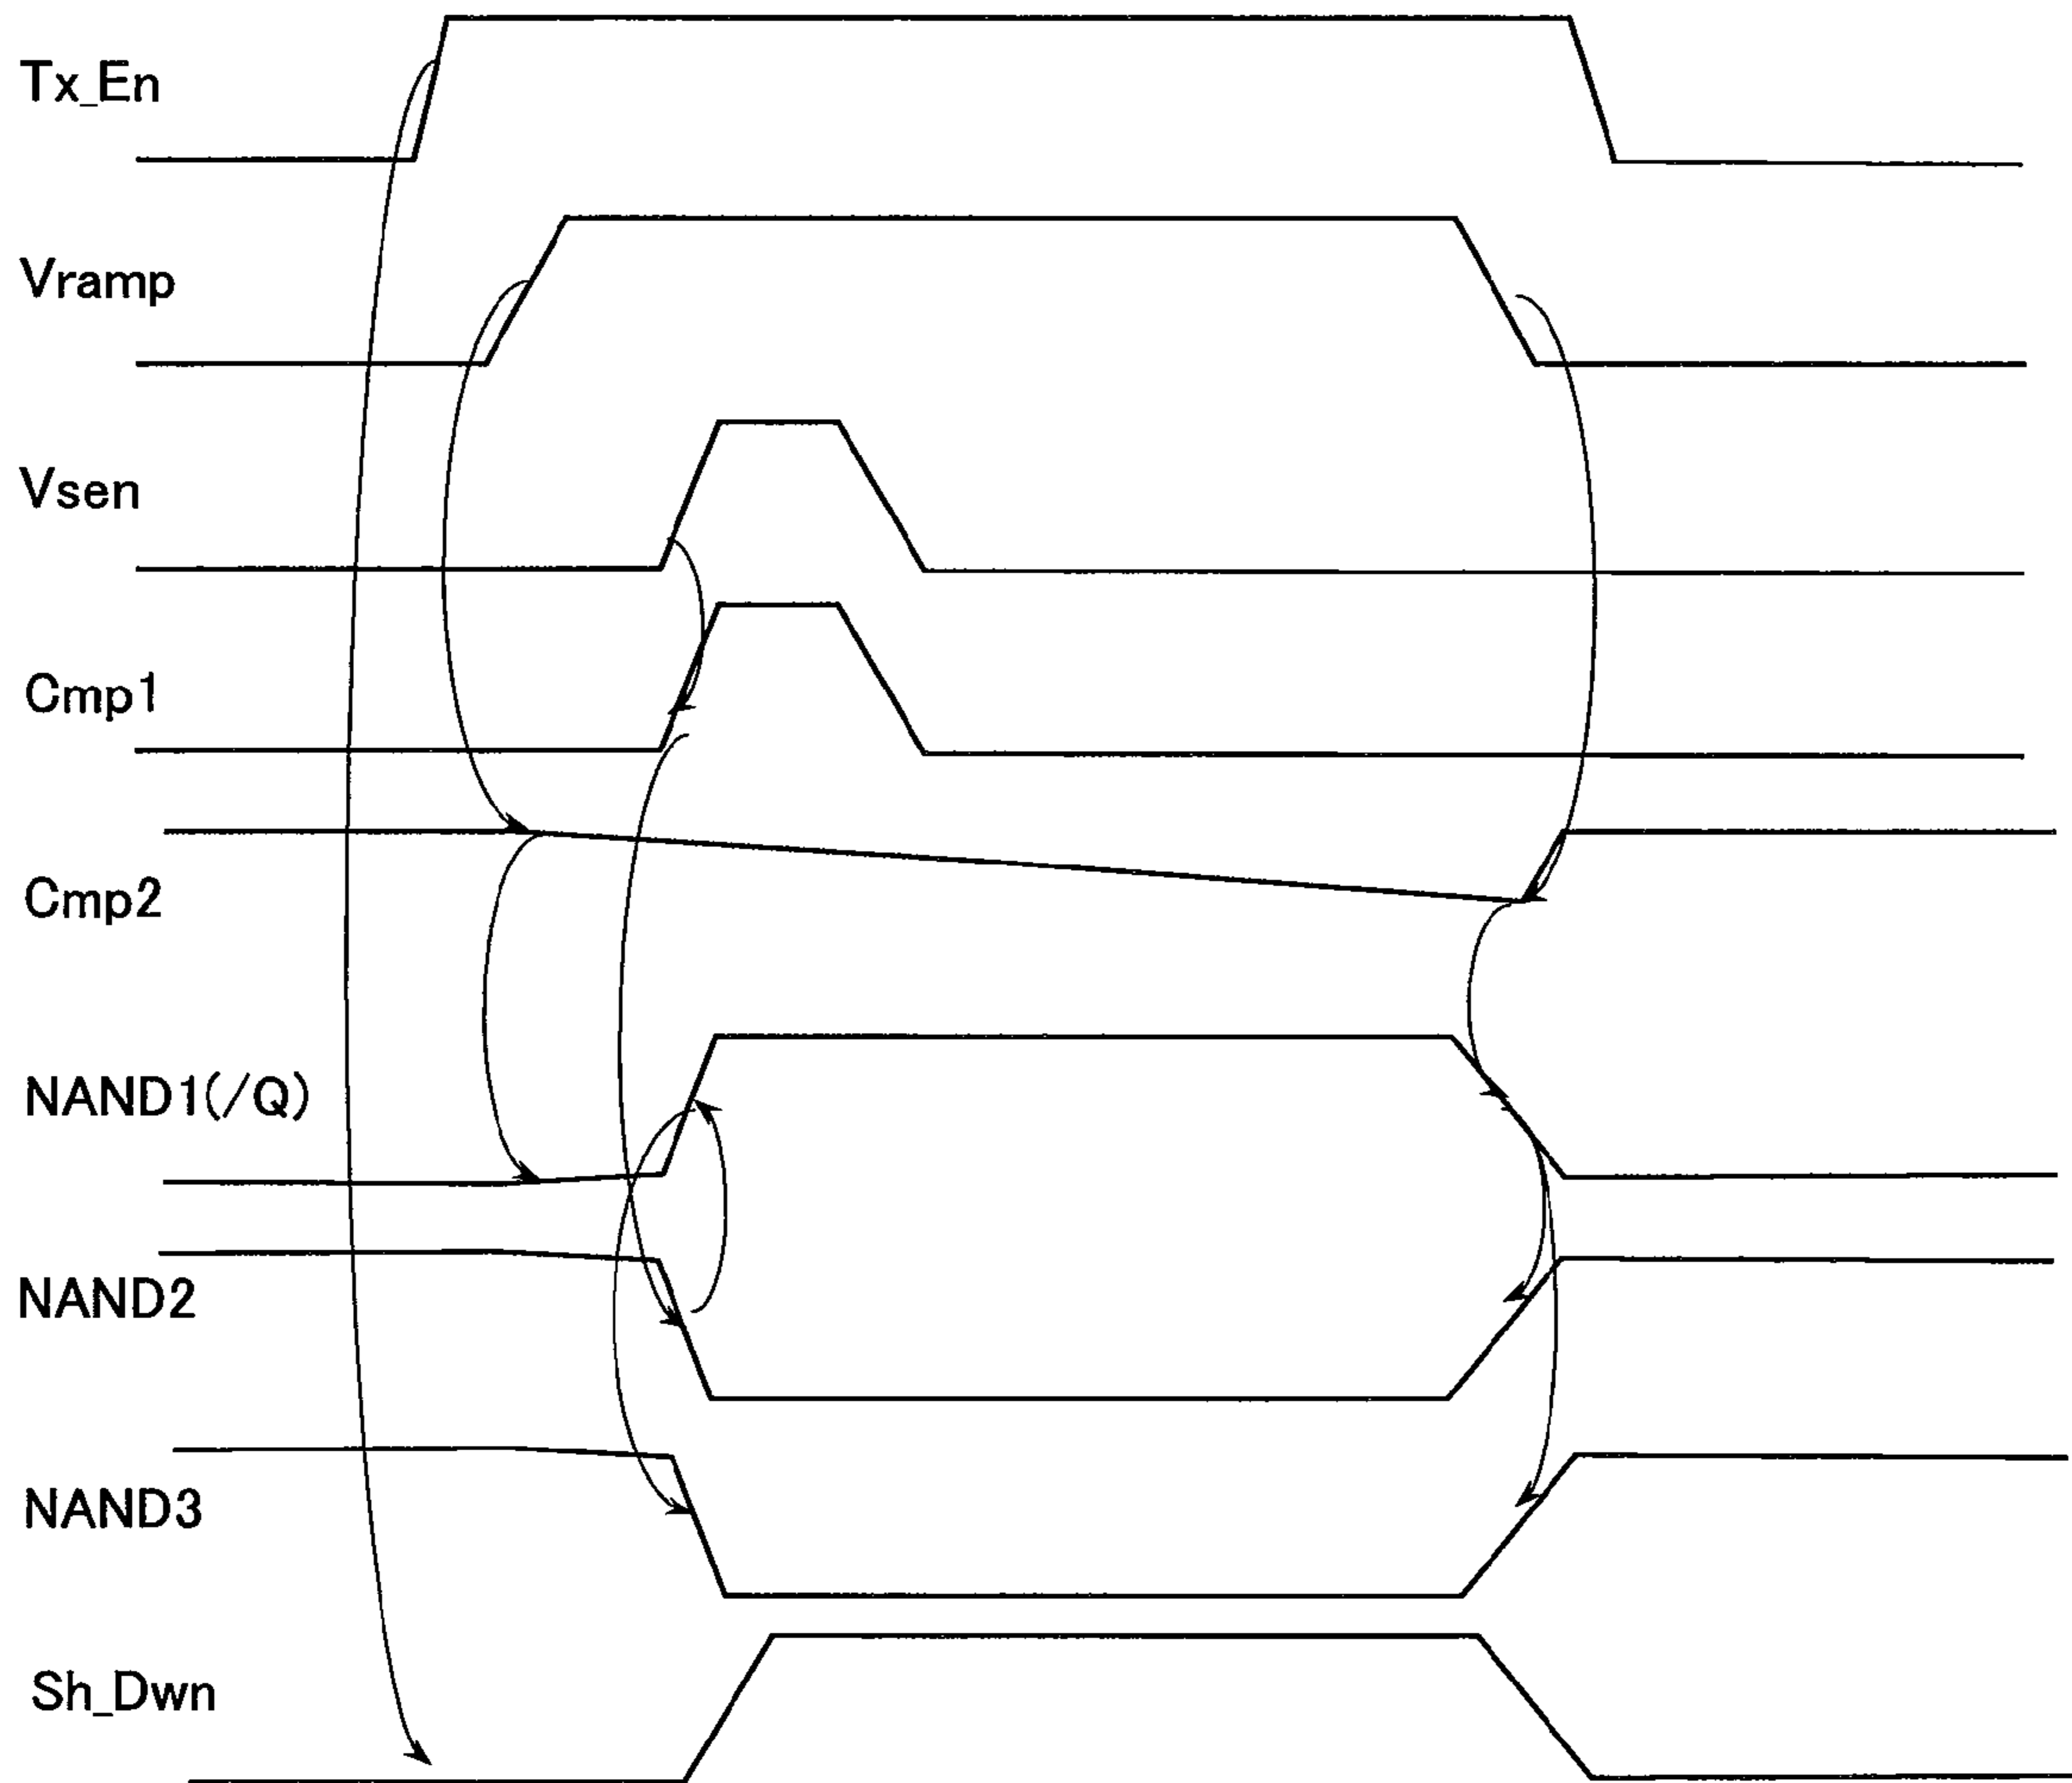 Tx_En
Vramp
Vsen
Cmp1
Cmp2
NAND1(/Q)
NAND2
NAND3
Sh_Dwn